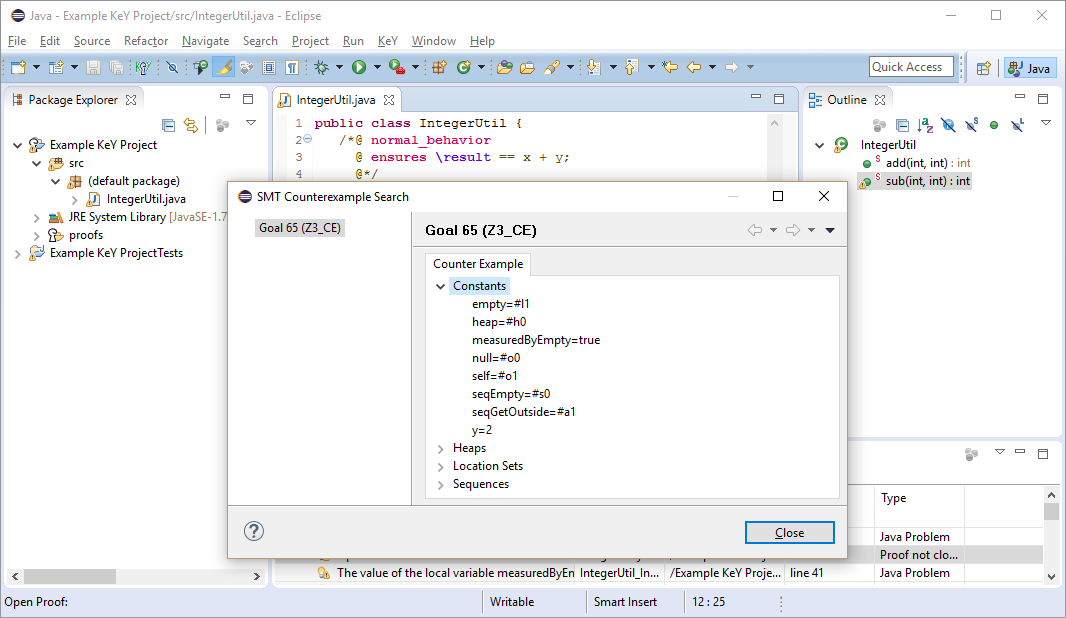 Java - Example KeY Project/src/IntegerUtil.java - Eclipse
File Edit Source Refactor Navigate Search Project Run KeY Window Help
Quick Access
Java
Package Explorer
Example KeY Project
src
(default package)
IntegerUtil.java
JRE System Library [JavaSE-1.7
proofs
Example KeY ProjectTests
IntegerUtil.java
1 public class IntegerUtil {
2 /*@ normal_behavior
3 @ ensures \result == x + y;
4 @*/
Outline
IntegerUtil
add(int, int) : int
sub(int, int) : int
SMT Counterexample Search
Goal 65 (Z3_CE)
Goal 65 (Z3_CE)
Counter Example
Constants
empty=#l1
heap=#h0
measuredByEmpty=true
null=#o0
self=#o1
seqEmpty=#s0
seqGetOutside=#a1
y=2
Heaps
Location Sets
Sequences
?
Close
Type
Java Problem
Proof not clo...
The value of the local variable measuredByEn IntegerUtil_In... /Example KeY Proje... line 41 Java Problem
Open Proof:
Writable
Smart Insert
12 : 25